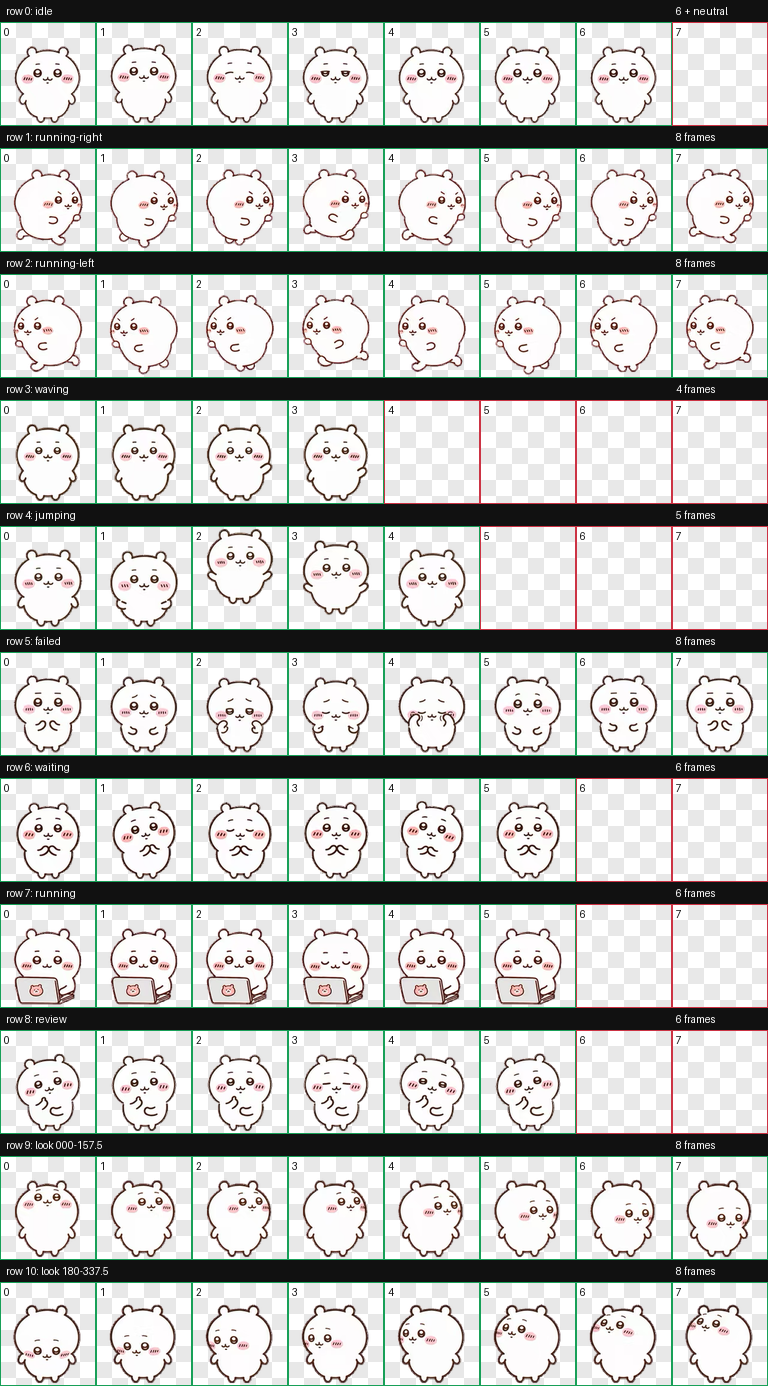 row 0: idle 6 + neutral
0 1 2 3 4 5 6 7
row 1: running-right 8 frames
0 1 2 3 4 5 6 7
row 2: running-left 8 frames
0 1 2 3 4 5 6 7
row 3: waving 4 frames
0 1 2 3 4 5 6 7
row 4: jumping 5 frames
0 1 2 3 4 5 6 7
row 5: failed 8 frames
0 1 2 3 4 5 6 7
row 6: waiting 6 frames
0 1 2 3 4 5 6 7
row 7: running 6 frames
0 1 2 3 4 5 6 7
row 8: review 6 frames
0 1 2 3 4 5 6 7
row 9: look 000-157.5 8 frames
0 1 2 3 4 5 6 7
row 10: look 180-337.5 8 frames
0 1 2 3 4 5 6 7